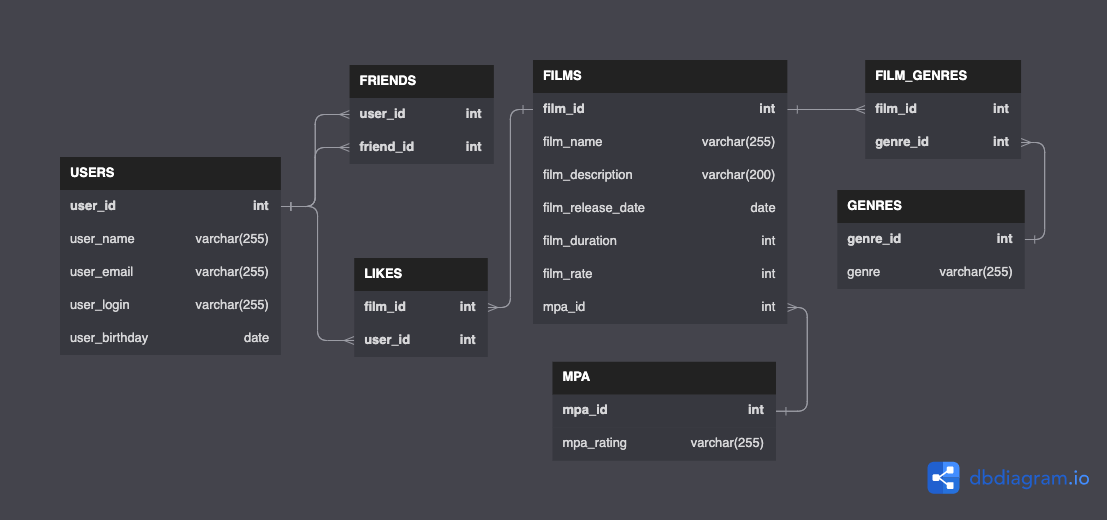 USERS
user_id int
user_name varchar(255)
user_email varchar(255)
user_login varchar(255)
user_birthday date
FRIENDS
user_id int
friend_id int
LIKES
film_id int
user_id int
FILMS
film_id int
film_name varchar(255)
film_description varchar(200)
film_release_date date
film_duration int
film_rate int
mpa_id int
MPA
mpa_id int
mpa_rating varchar(255)
FILM_GENRES
film_id int
genre_id int
GENRES
genre_id int
genre varchar(255)
dbdiagram.io